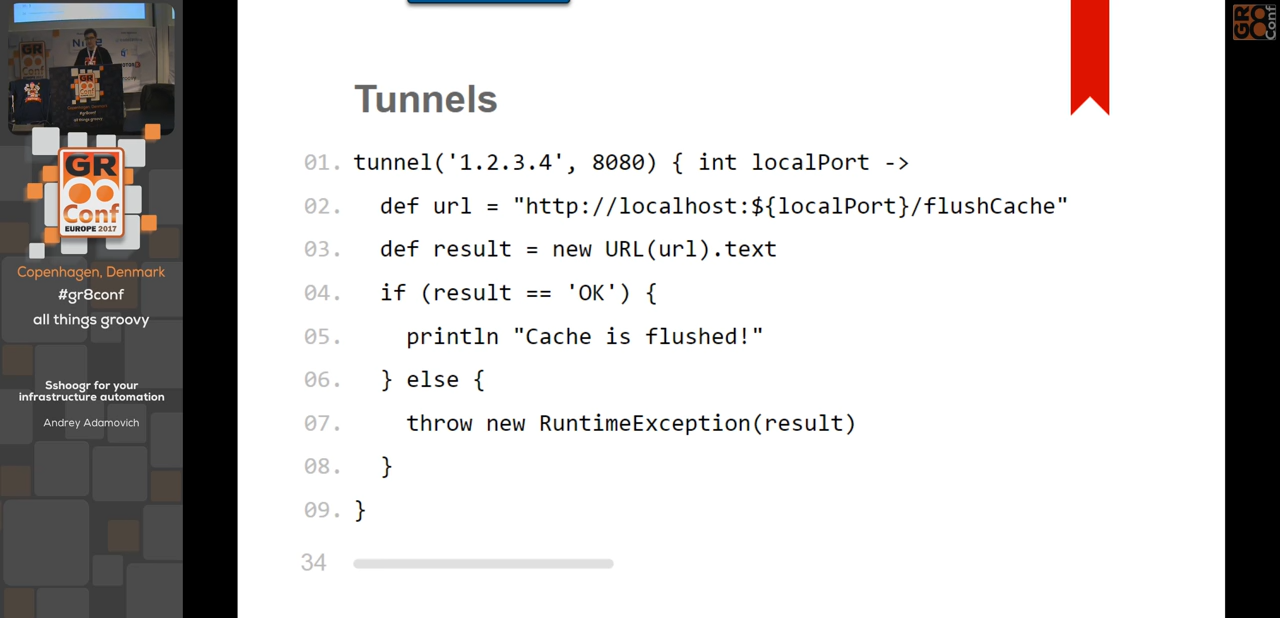 GR
Conf
EUROPE 2017
Copenhagen, Denmark
#gr8conf
all things groovy
Sshoogr for your
infrastructure automation
Andrey Adamovich
Tunnels
01. tunnel('1.2.3.4', 8080) { int localPort ->
02. def url = "http://localhost:${localPort}/flushCache"
03. def result = new URL(url).text
04. if (result == 'OK') {
05. println "Cache is flushed!"
06. } else {
07. throw new RuntimeException(result)
08. }
09. }
34
GR
Conf